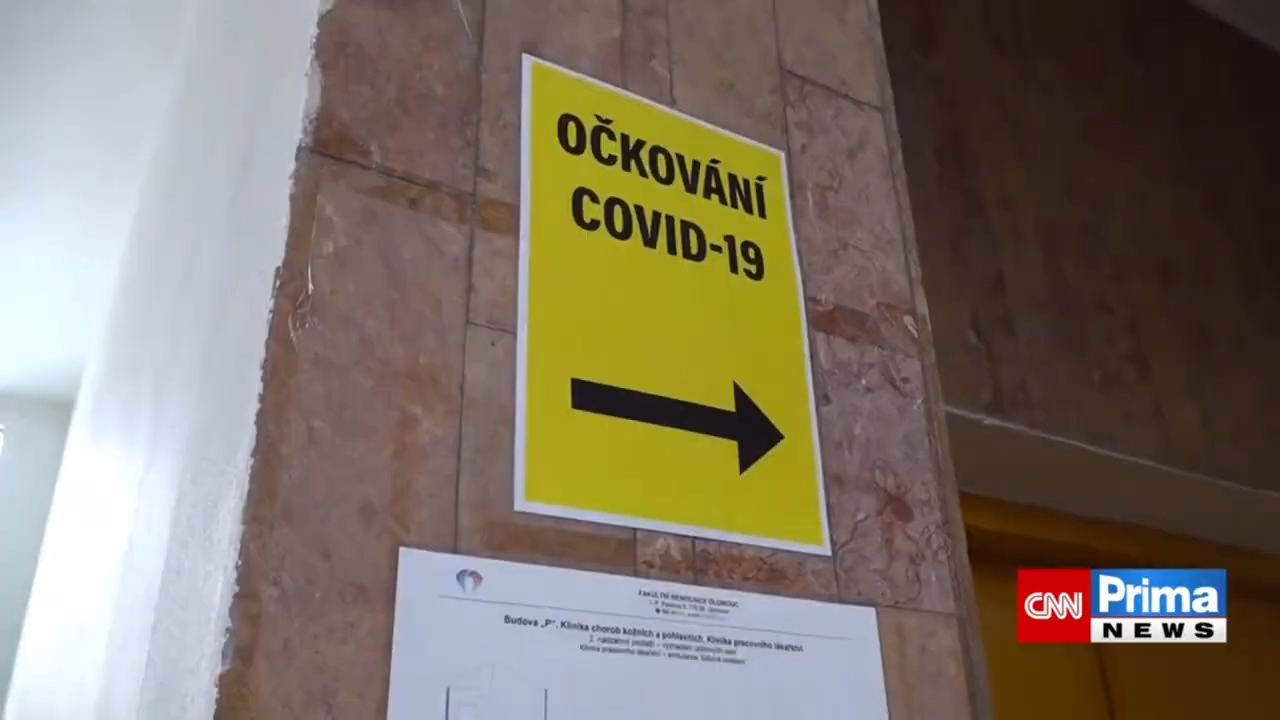 OČKOVÁNÍ
COVID-19
FAKULTNÍ NEMOCNICE OLOMOUC
Budova „P“, Klinika chorob kožních a pohlavních, Klinika pracovního lékařství
CNN Prima
NEWS